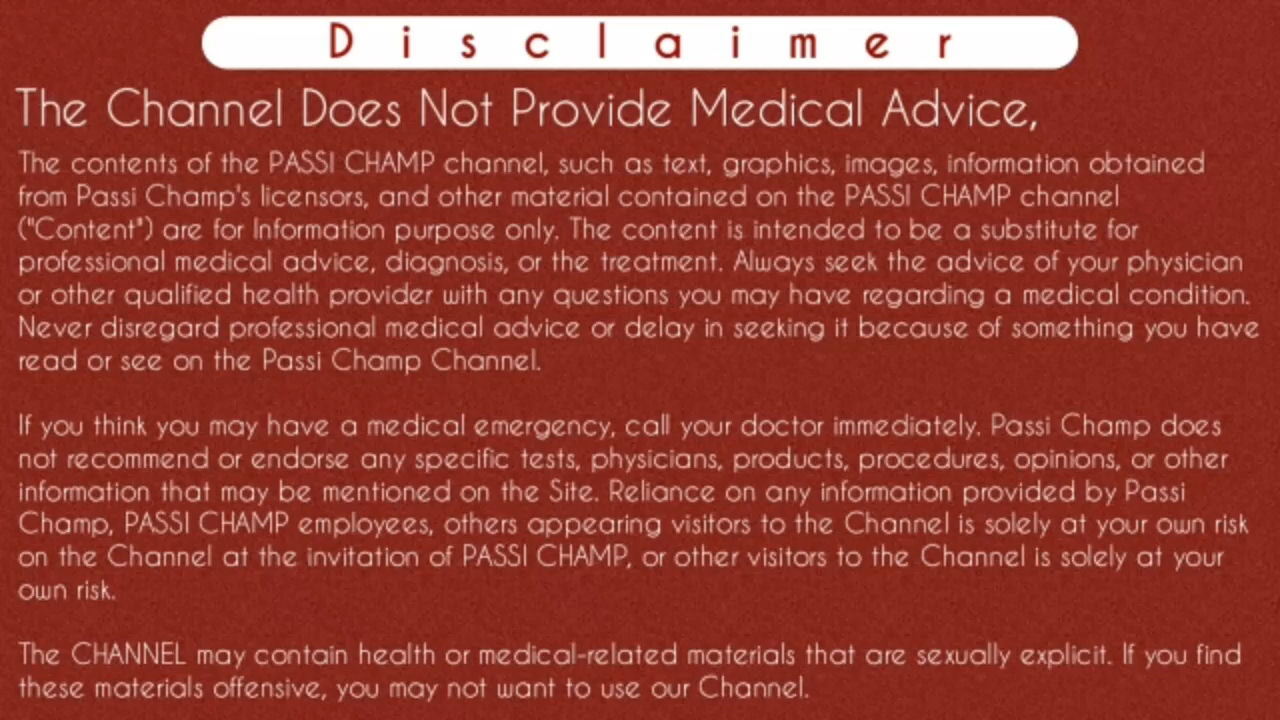 Disclaimer
The Channel Does Not Provide Medical Advice,
The contents of the PASSI CHAMP channel, such as text, graphics, images, information obtained
from Passi Champ's licensors, and other material contained on the PASSI CHAMP channel
("Content") are for Information purpose only. The content is intended to be a substitute for
professional medical advice, diagnosis, or the treatment. Always seek the advice of your physician
or other qualified health provider with any questions you may have regarding a medical condition.
Never disregard professional medical advice or delay in seeking it because of something you have
read or see on the Passi Champ Channel.
If you think you may have a medical emergency, call your doctor immediately. Passi Champ does
not recommend or endorse any specific tests, physicians, products, procedures, opinions, or other
information that may be mentioned on the Site. Reliance on any information provided by Passi
Champ, PASSI CHAMP employees, others appearing visitors to the Channel is solely at your own risk
on the Channel at the invitation of PASSI CHAMP, or other visitors to the Channel is solely at your
own risk.
The CHANNEL may contain health or medical-related materials that are sexually explicit. If you find
these materials offensive, you may not want to use our Channel.